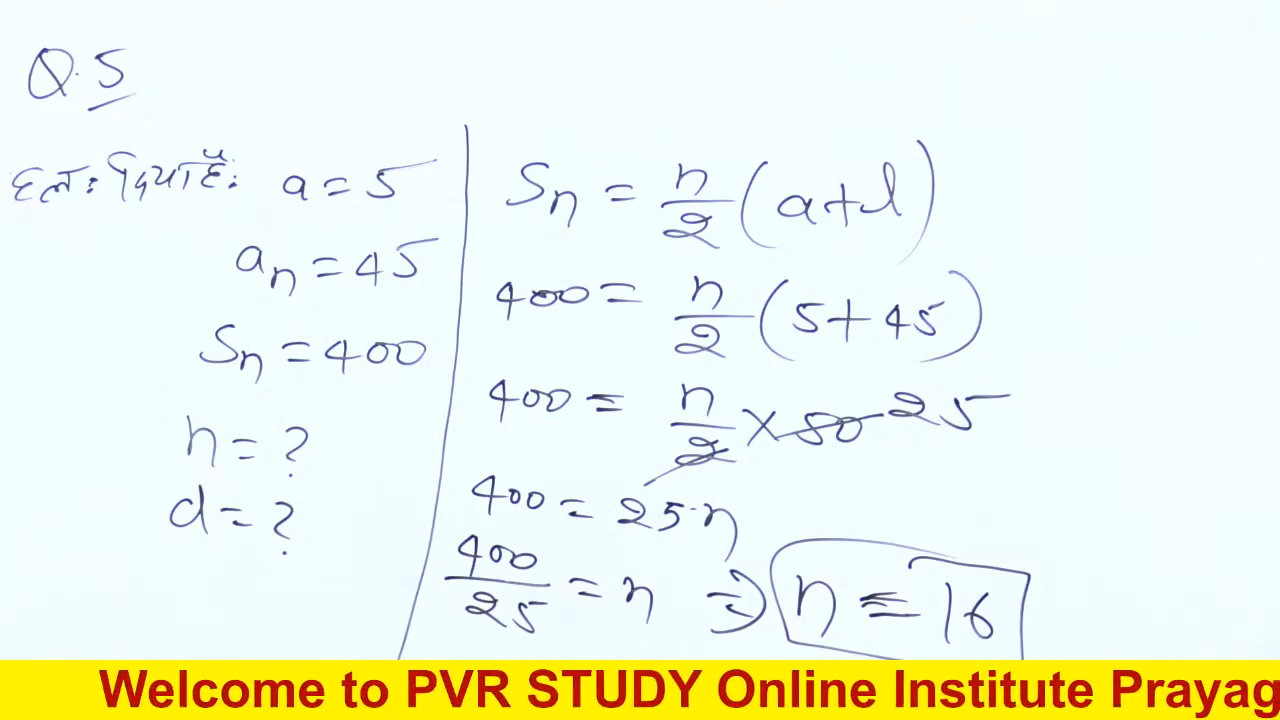 Q.5
हल: दिया है: a = 5
aₙ = 45
Sₙ = 400
n = ?
d = ?
Sₙ = n/2 (a+l)
400 = n/2 (5+45)
400 = n/2 × 50 25
400 = 25·n
400/25 = n ⇒ n = 16
Welcome to PVR STUDY Online Institute Prayag